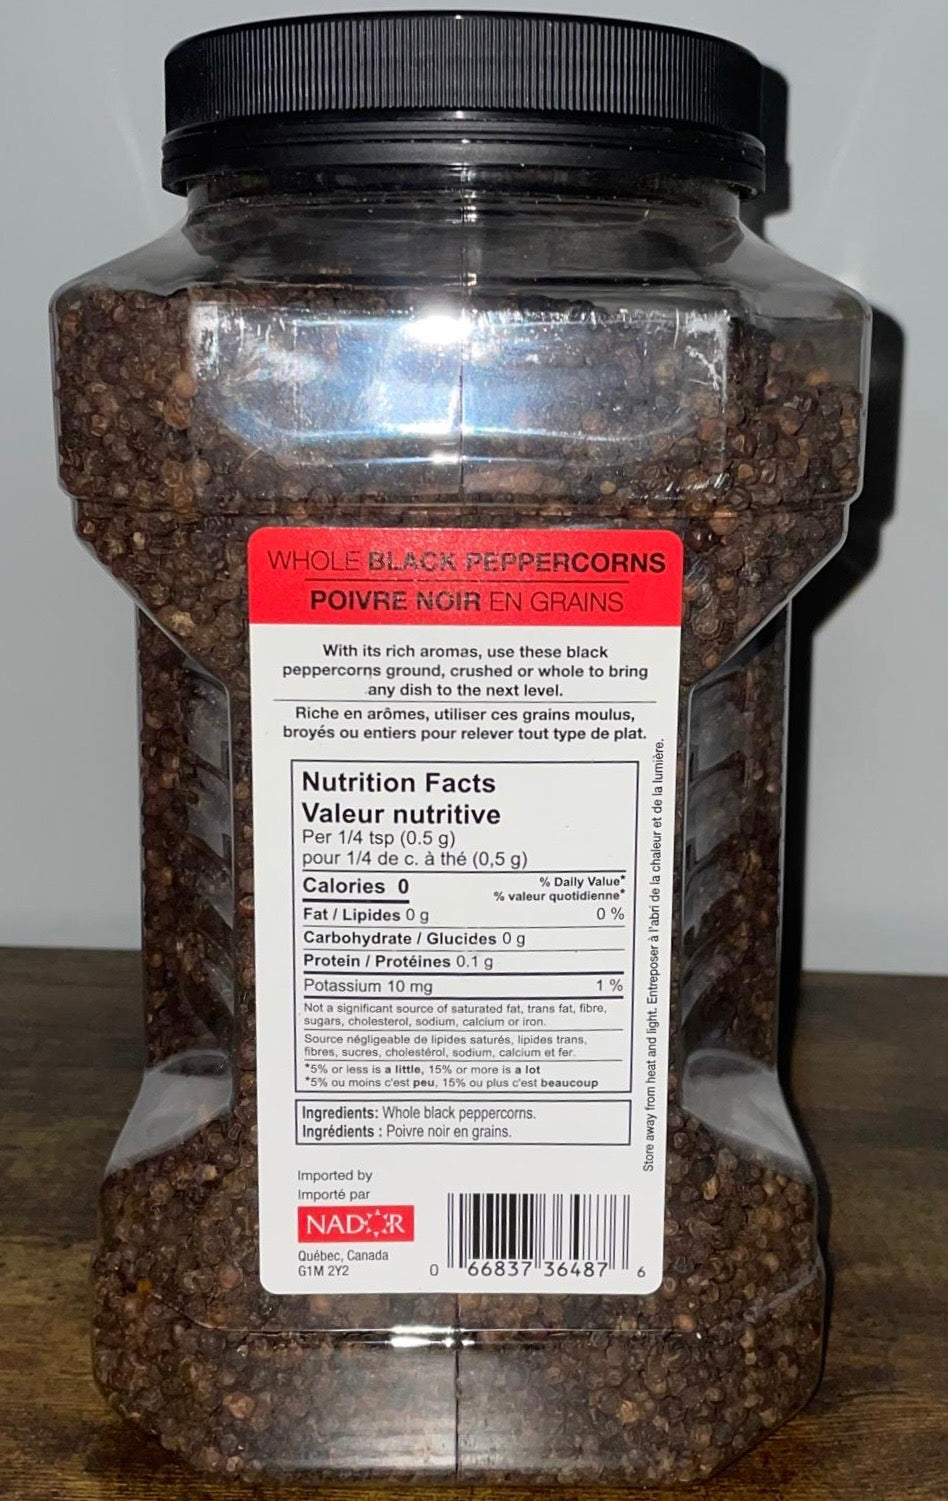 WHOLE BLACK PEPPERCORNS
POIVRE NOIR EN GRAINS
With its rich aromas, use these black
peppercorns ground, crushed or whole to bring
any dish to the next level.
Riche en arômes, utiliser ces grains moulus,
broyés ou entiers pour relever tout type de plat.
Nutrition Facts
Valeur nutritive
Per 1/4 tsp (0.5 g)
pour 1/4 de c. à thé (0,5 g)
Calories 0
% Daily Value*
% valeur quotidienne*
Fat / Lipides 0 g 0 %
Carbohydrate / Glucides 0 g
Protein / Protéines 0.1 g
Potassium 10 mg 1 %
Not a significant source of saturated fat, trans fat, fibre,
sugars, cholesterol, sodium, calcium or iron.
Source négligeable de lipides saturés, lipides trans,
fibres, sucres, cholestérol, sodium, calcium et fer.
*5% or less is a little, 15% or more is a lot
*5% ou moins c'est peu, 15% ou plus c'est beaucoup
Ingredients: Whole black peppercorns.
Ingrédients : Poivre noir en grains.
Store away from heat and light. Entreposer à l'abri de la chaleur et de la lumière.
Imported by
Importé par
NADOR
Québec, Canada
G1M 2Y2
0 66837 36487 6